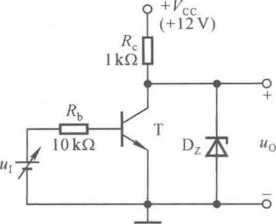 +V_CC
(+12 V)
R_c
1 kΩ
+
R_b
T
10 kΩ
D_Z
u_O
u_I
−